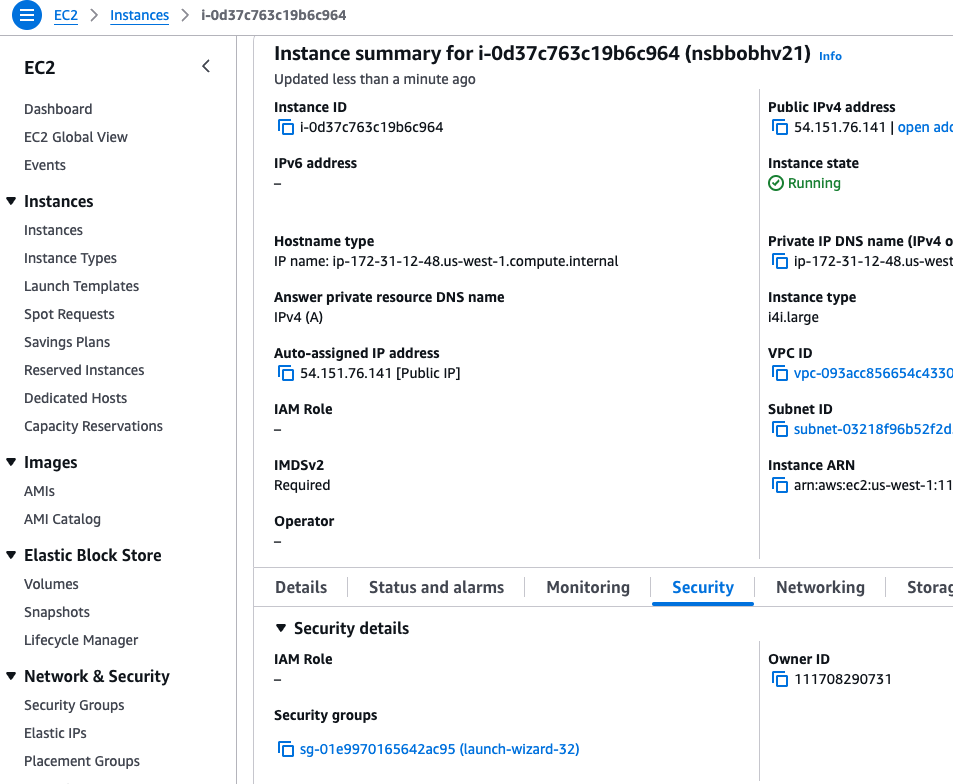 EC2 > Instances > i-0d37c763c19b6c964
EC2
Dashboard
EC2 Global View
Events
Instances
Instances
Instance Types
Launch Templates
Spot Requests
Savings Plans
Reserved Instances
Dedicated Hosts
Capacity Reservations
Images
AMIs
AMI Catalog
Elastic Block Store
Volumes
Snapshots
Lifecycle Manager
Network & Security
Security Groups
Elastic IPs
Placement Groups
Instance summary for i-0d37c763c19b6c964 (nsbbobhv21) Info
Updated less than a minute ago
Instance ID
i-0d37c763c19b6c964
Public IPv4 address
54.151.76.141 | open add
IPv6 address
–
Instance state
Running
Hostname type
IP name: ip-172-31-12-48.us-west-1.compute.internal
Private IP DNS name (IPv4 o
ip-172-31-12-48.us-west
Answer private resource DNS name
IPv4 (A)
Instance type
i4i.large
Auto-assigned IP address
54.151.76.141 [Public IP]
VPC ID
vpc-093acc856654c4330
IAM Role
–
Subnet ID
subnet-03218f96b52f2d
IMDSv2
Required
Instance ARN
arn:aws:ec2:us-west-1:11
Operator
–
Details
Status and alarms
Monitoring
Security
Networking
Storag
Security details
IAM Role
–
Owner ID
111708290731
Security groups
sg-01e9970165642ac95 (launch-wizard-32)